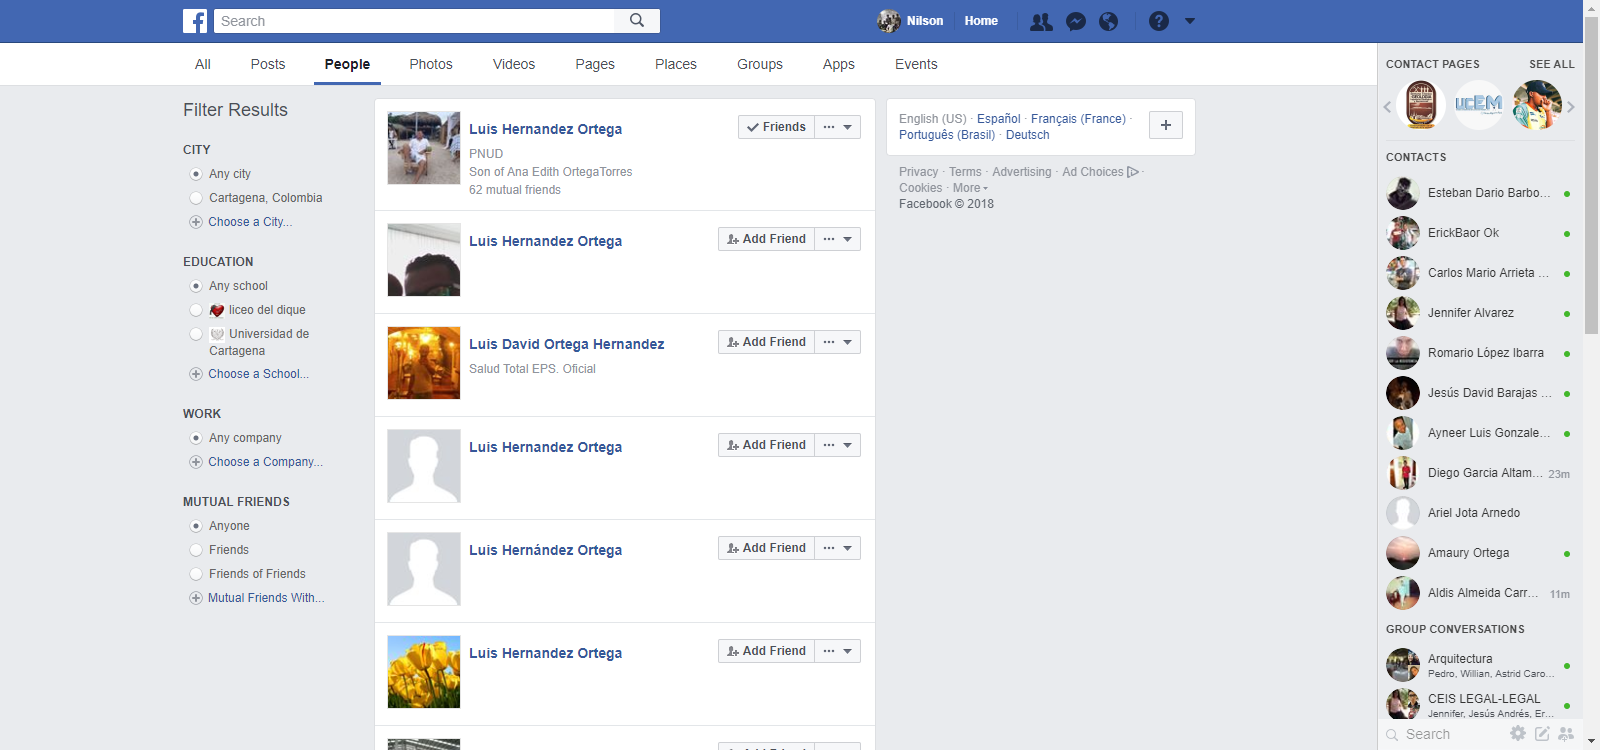 Search
Nilson
Home
All
Posts
People
Photos
Videos
Pages
Places
Groups
Apps
Events
Filter Results
CITY
Any city
Cartagena, Colombia
Choose a City...
EDUCATION
Any school
liceo del dique
Universidad de
Cartagena
Choose a School...
WORK
Any company
Choose a Company...
MUTUAL FRIENDS
Anyone
Friends
Friends of Friends
Mutual Friends With...
Luis Hernandez Ortega
Friends
PNUD
Son of Ana Edith OrtegaTorres
62 mutual friends
Luis Hernandez Ortega
Add Friend
Luis David Ortega Hernandez
Add Friend
Salud Total EPS. Oficial
Luis Hernandez Ortega
Add Friend
Luis Hernández Ortega
Add Friend
Luis Hernandez Ortega
Add Friend
Add Friend
English (US) · Español · Français (France) ·
Português (Brasil) · Deutsch
Privacy · Terms · Advertising · Ad Choices ·
Cookies · More
Facebook © 2018
CONTACT PAGES
SEE ALL
UCEM
CONTACTS
Esteban Dario Barbo...
ErickBaor Ok
Carlos Mario Arrieta ...
Jennifer Alvarez
Romario López Ibarra
Jesús David Barajas ...
Ayneer Luis Gonzale...
Diego Garcia Altam... 23m
Ariel Jota Arnedo
Amaury Ortega
Aldis Almeida Carr... 11m
GROUP CONVERSATIONS
Arquitectura
Pedro, Willian, Astrid Caro...
CEIS LEGAL-LEGAL
Jennifer, Jesús Andrés, Er...
Search